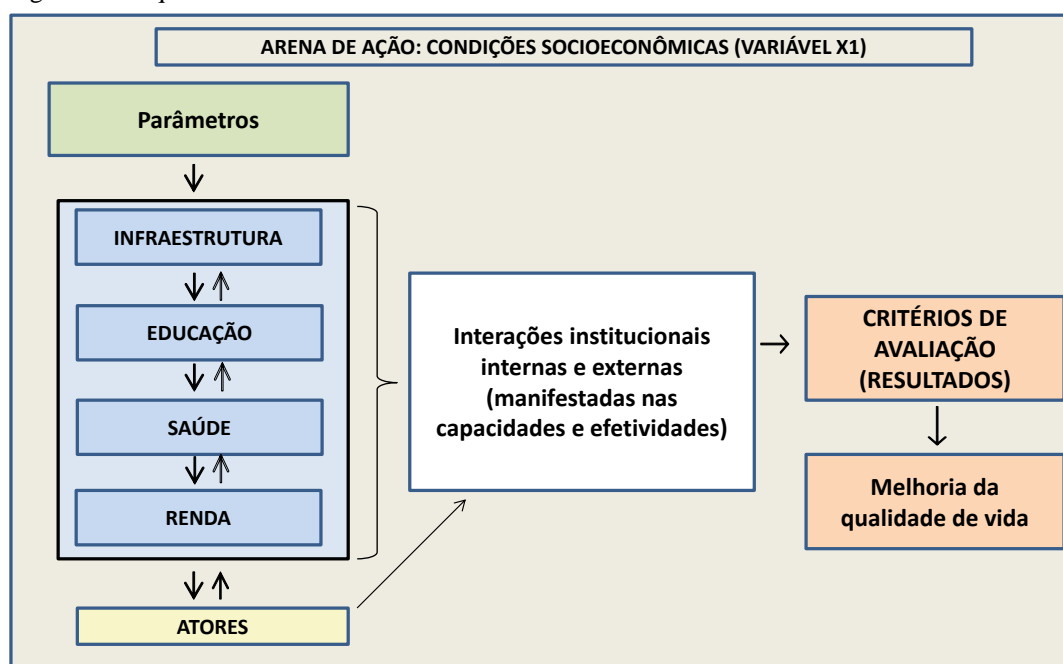 ARENA DE AÇÃO: CONDIÇÕES SOCIOECONÔMICAS (VARIÁVEL X1)
Parâmetros
INFRAESTRUTURA
EDUCAÇÃO
SAÚDE
RENDA
ATORES
Interações institucionais
internas e externas
(manifestadas nas
capacidades e efetividades)
CRITÉRIOS DE
AVALIAÇÃO
(RESULTADOS)
Melhoria da
qualidade de vida